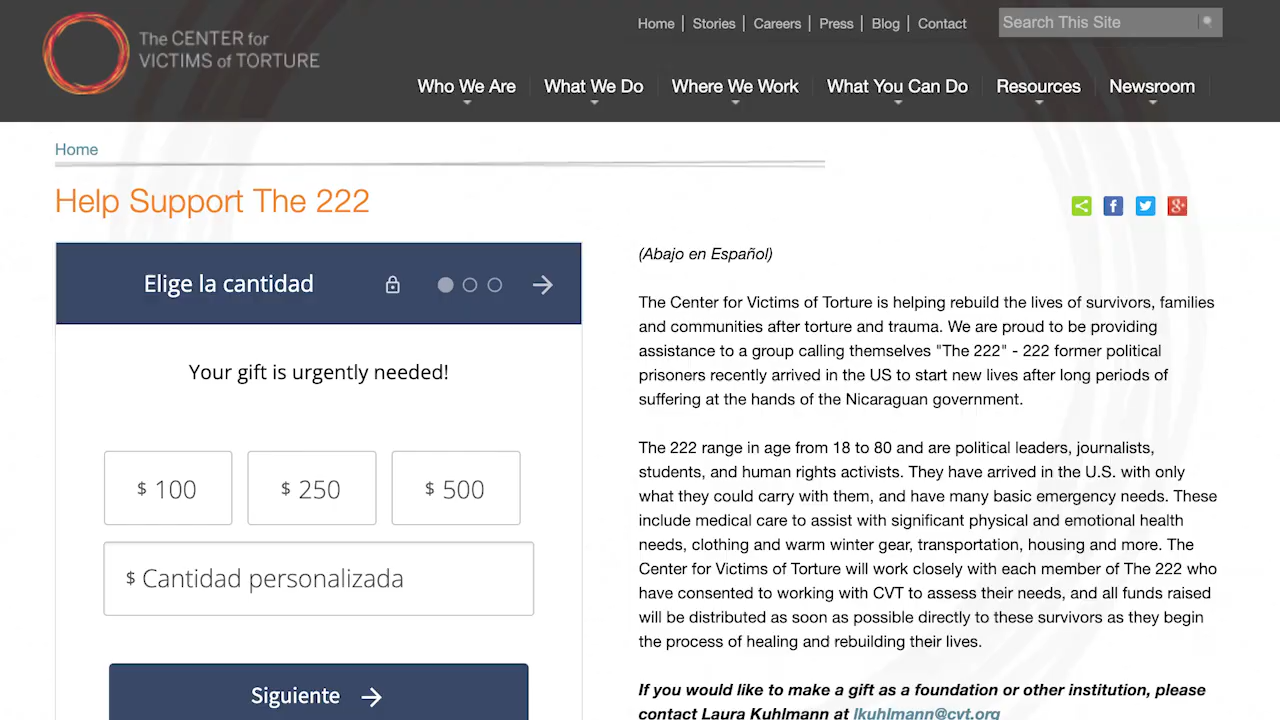 The CENTER for
VICTIMS of TORTURE
Home | Stories | Careers | Press | Blog | Contact
Search This Site
Who We Are
What We Do
Where We Work
What You Can Do
Resources
Newsroom
Home
Help Support The 222
Elige la cantidad
Your gift is urgently needed!
$ 100
$ 250
$ 500
$ Cantidad personalizada
Siguiente
(Abajo en Español)
The Center for Victims of Torture is helping rebuild the lives of survivors, families
and communities after torture and trauma. We are proud to be providing
assistance to a group calling themselves "The 222" - 222 former political
prisoners recently arrived in the US to start new lives after long periods of
suffering at the hands of the Nicaraguan government.
The 222 range in age from 18 to 80 and are political leaders, journalists,
students, and human rights activists. They have arrived in the U.S. with only
what they could carry with them, and have many basic emergency needs. These
include medical care to assist with significant physical and emotional health
needs, clothing and warm winter gear, transportation, housing and more. The
Center for Victims of Torture will work closely with each member of The 222 who
have consented to working with CVT to assess their needs, and all funds raised
will be distributed as soon as possible directly to these survivors as they begin
the process of healing and rebuilding their lives.
If you would like to make a gift as a foundation or other institution, please
contact Laura Kuhlmann at lkuhlmann@cvt.org